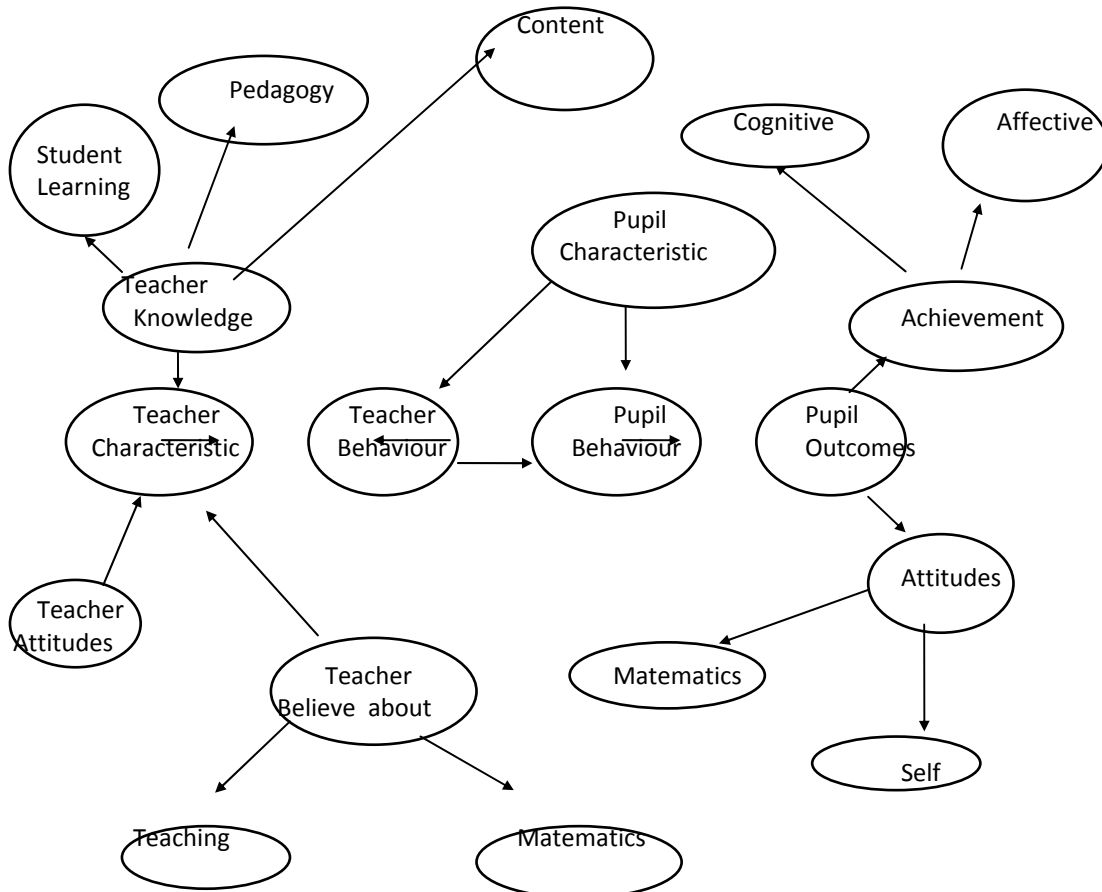 Content
Pedagogy
Cognitive
Affective
Student
Learning
Pupil
Characteristic
Teacher
Knowledge
Achievement
Teacher
Characteristic
Teacher
Behaviour
Pupil
Behaviour
Pupil
Outcomes
Attitudes
Teacher
Attitudes
Teacher
Believe about
Matematics
Self
Teaching
Mathematics